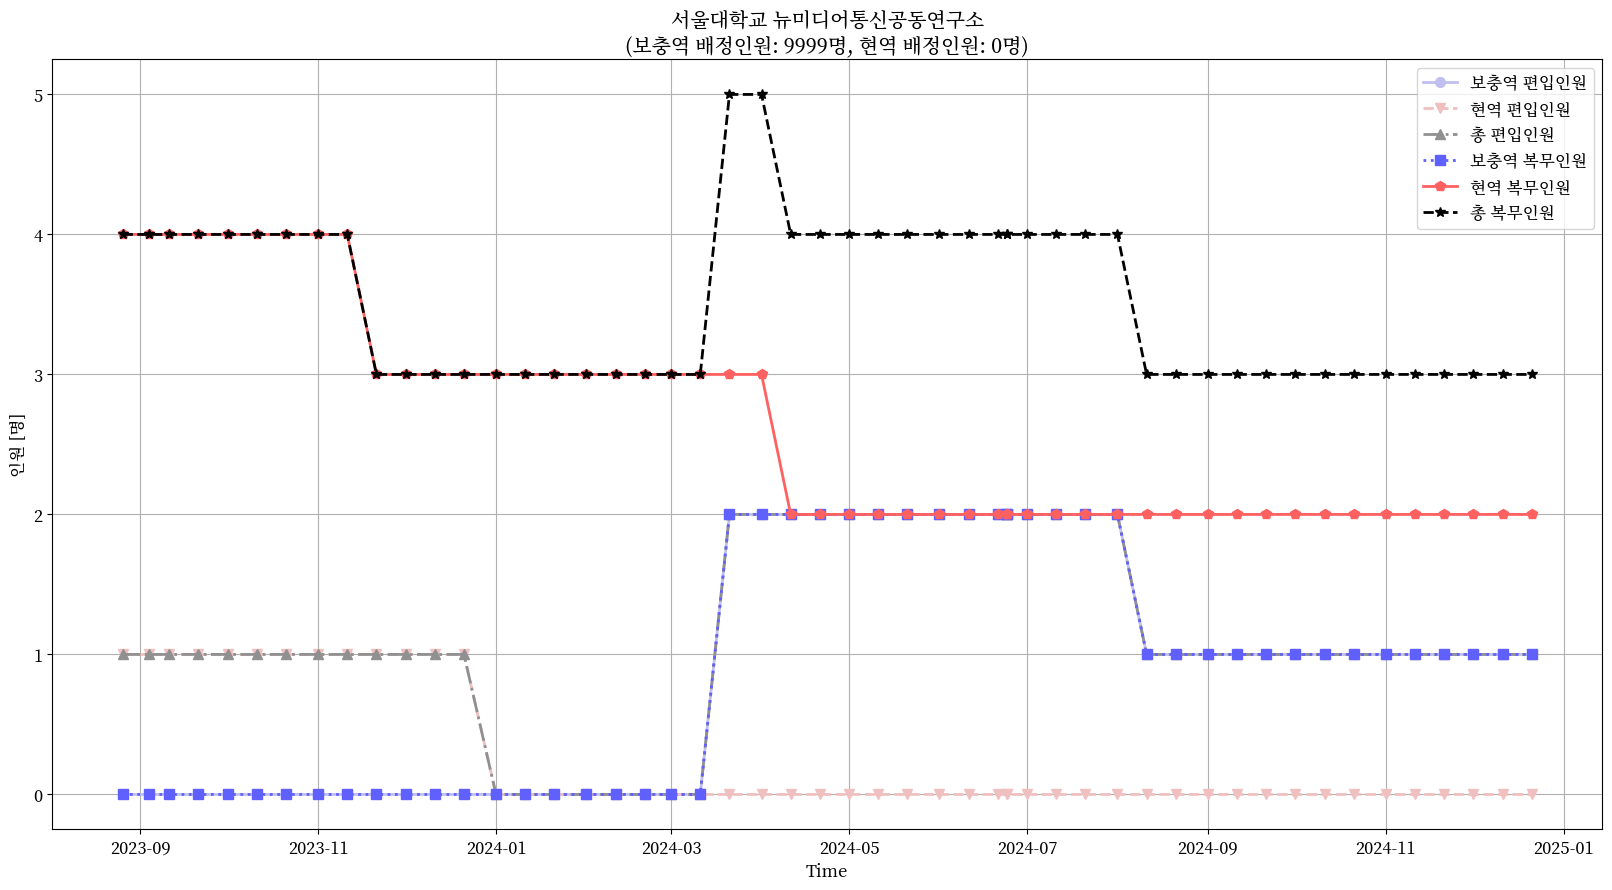 서울대학교 뉴미디어통신공동연구소
(보충역 배정인원: 9999명, 현역 배정인원: 0명)
보충역 편입인원
현역 편입인원
총 편입인원
보충역 복무인원
현역 복무인원
총 복무인원
인원 [명]
5
4
3
2
1
0
2023-09
2023-11
2024-01
2024-03
2024-05
2024-07
2024-09
2024-11
2025-01
Time